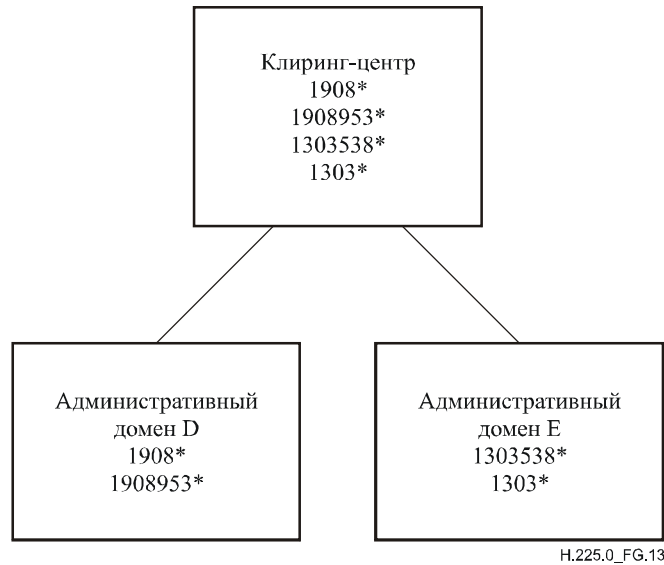 Клиринг-центр
1908*
1908953*
1303538*
1303*
Административный
домен D
1908*
1908953*
Административный
домен E
1303538*
1303*
H.225.0_FG.13